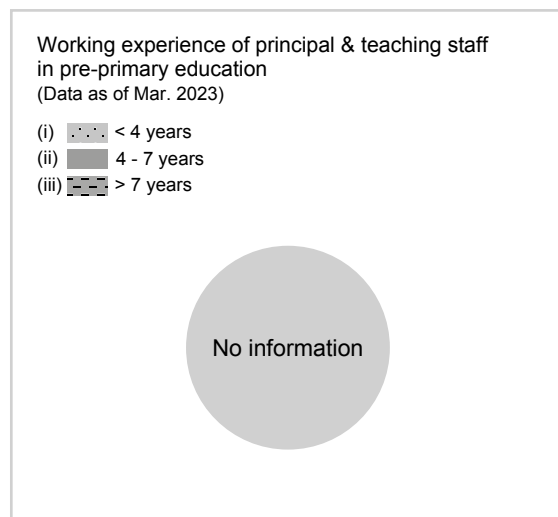 Working experience of principal & teaching staff
in pre-primary education
(Data as of Mar. 2023)
(i) < 4 years
(ii) 4 - 7 years
(iii) > 7 years
No information